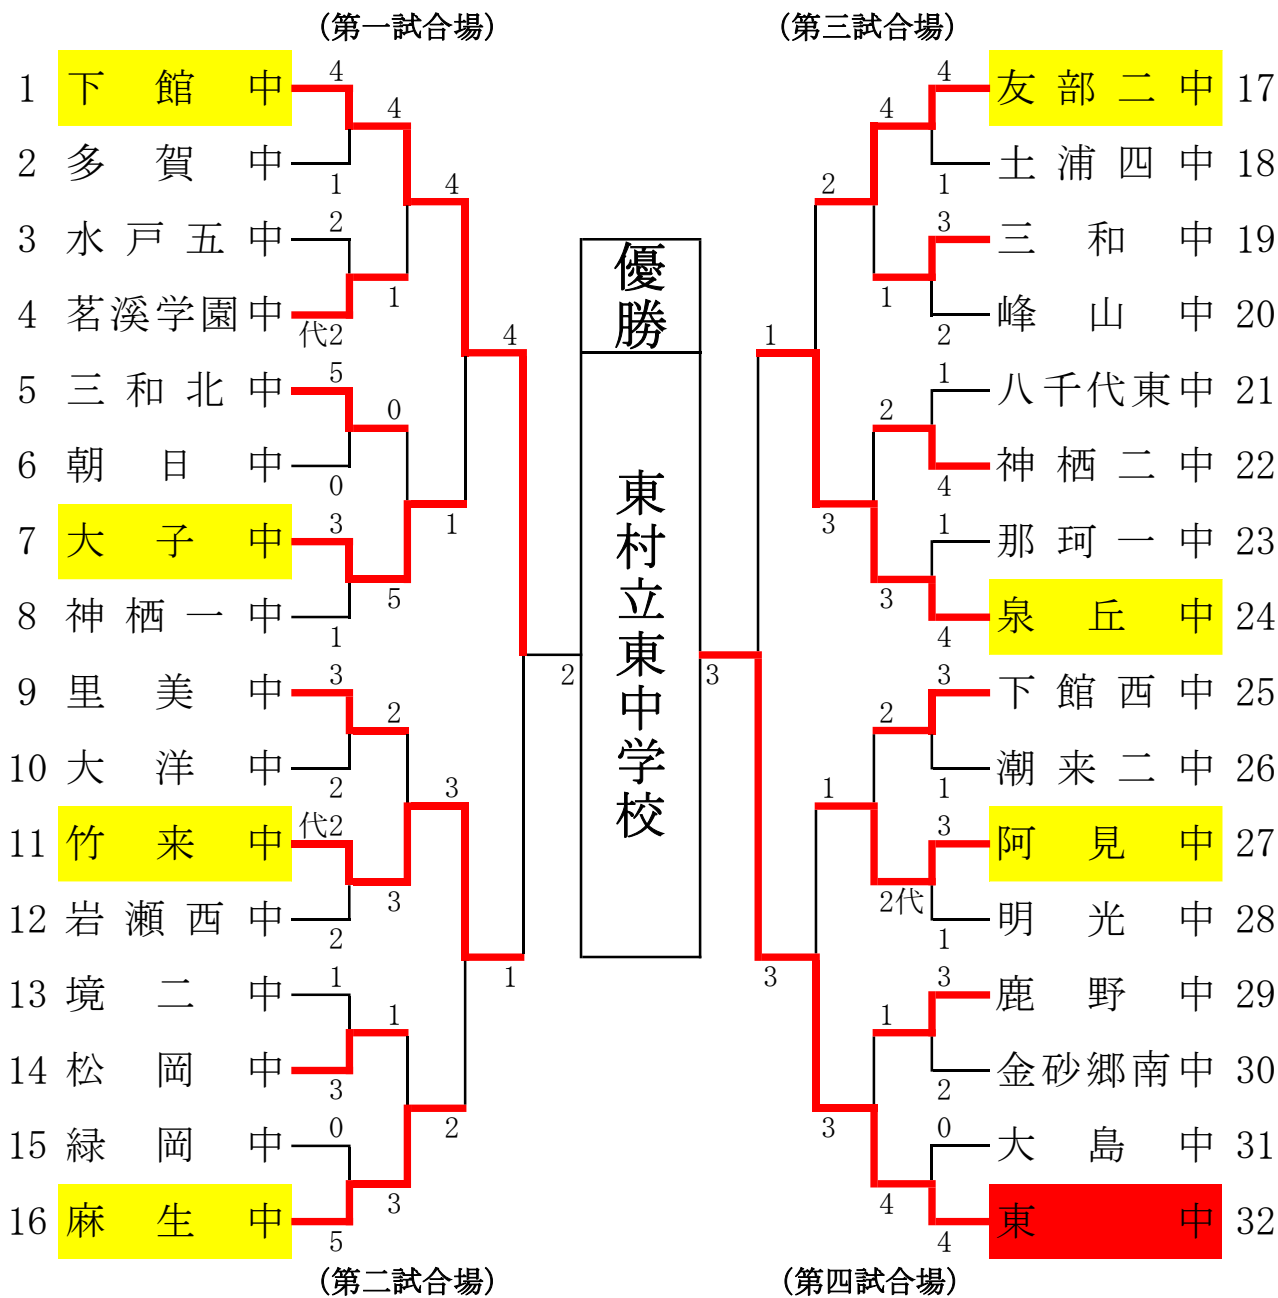 (第一試合場)
1 下館中 4
4
2 多賀中 1
4
3 水戸五中 2
1
4 茗溪学園中 代2
4
5 三和北中 5
0
6 朝日中 0
1
7 大子中 3
5
8 神栖一中 1
2
9 里美中 3
2
10 大洋中 2
3
11 竹来中 代2
3
12 岩瀬西中 2
1
13 境二中 1
1
14 松岡中 3
2
15 緑岡中 0
3
16 麻生中 5
(第二試合場)
優勝
東村立東中学校
(第三試合場)
4 友部二中 17
4
1 土浦四中 18
2
3 三和中 19
1
2 峰山中 20
1
1 八千代東中 21
2
4 神栖二中 22
3
1 那珂一中 23
3
4 泉丘中 24
3
3 下館西中 25
2
1 潮来二中 26
1
3 阿見中 27
2代
1 明光中 28
3
3 鹿野中 29
1
2 金砂郷南中 30
3
0 大島中 31
4
4 東中 32
(第四試合場)